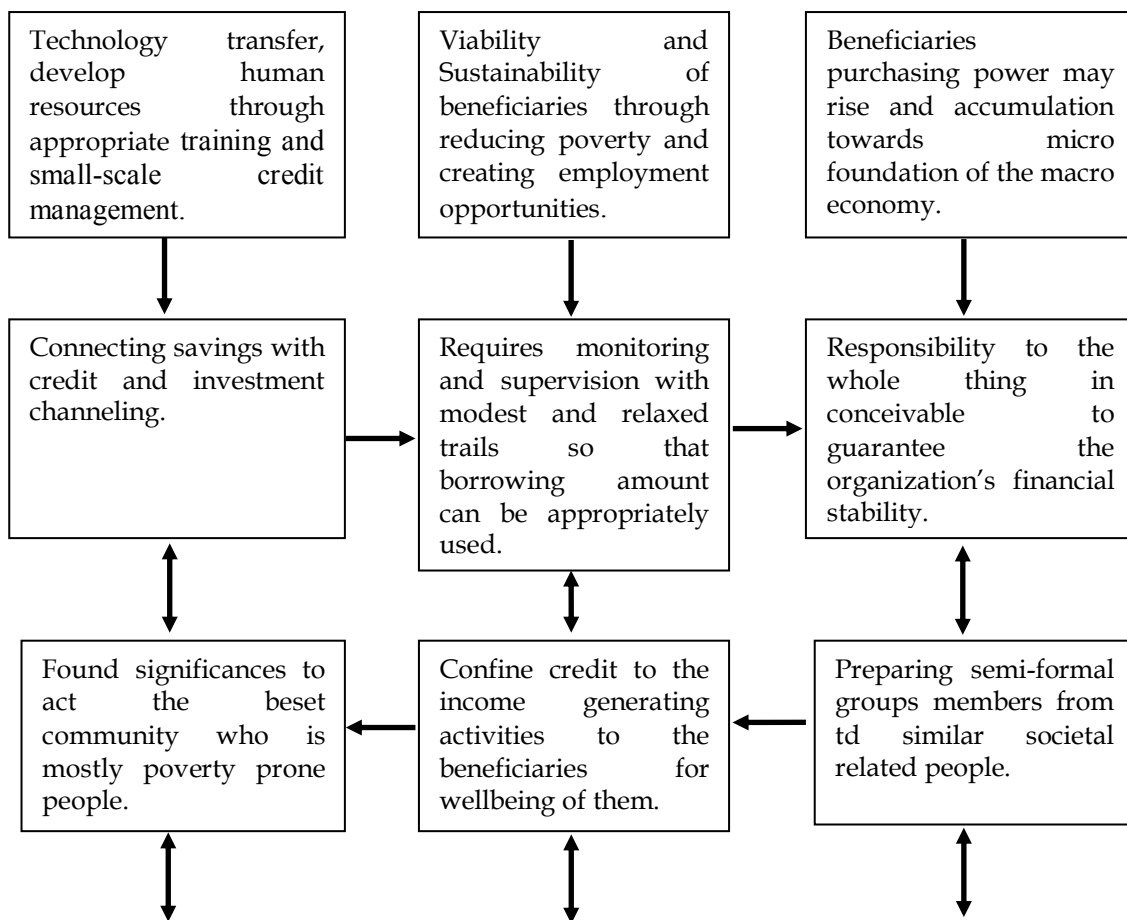 Technology transfer,
develop human
resources through
appropriate training and
small-scale credit
management.
Viability and
Sustainability of
beneficiaries through
reducing poverty and
creating employment
opportunities.
Beneficiaries
purchasing power may
rise and accumulation
towards micro
foundation of the macro
economy.
Connecting savings with
credit and investment
channeling.
Requires monitoring
and supervision with
modest and relaxed
trails so that
borrowing amount
can be appropriately
used.
Responsibility to the
whole thing in
conceivable to
guarantee the
organization’s financial
stability.
Found significances to
act the beset
community who is
mostly poverty prone
people.
Confine credit to the
income generating
activities to the
beneficiaries for
wellbeing of them.
Preparing semi-formal
groups members from
td similar societal
related people.